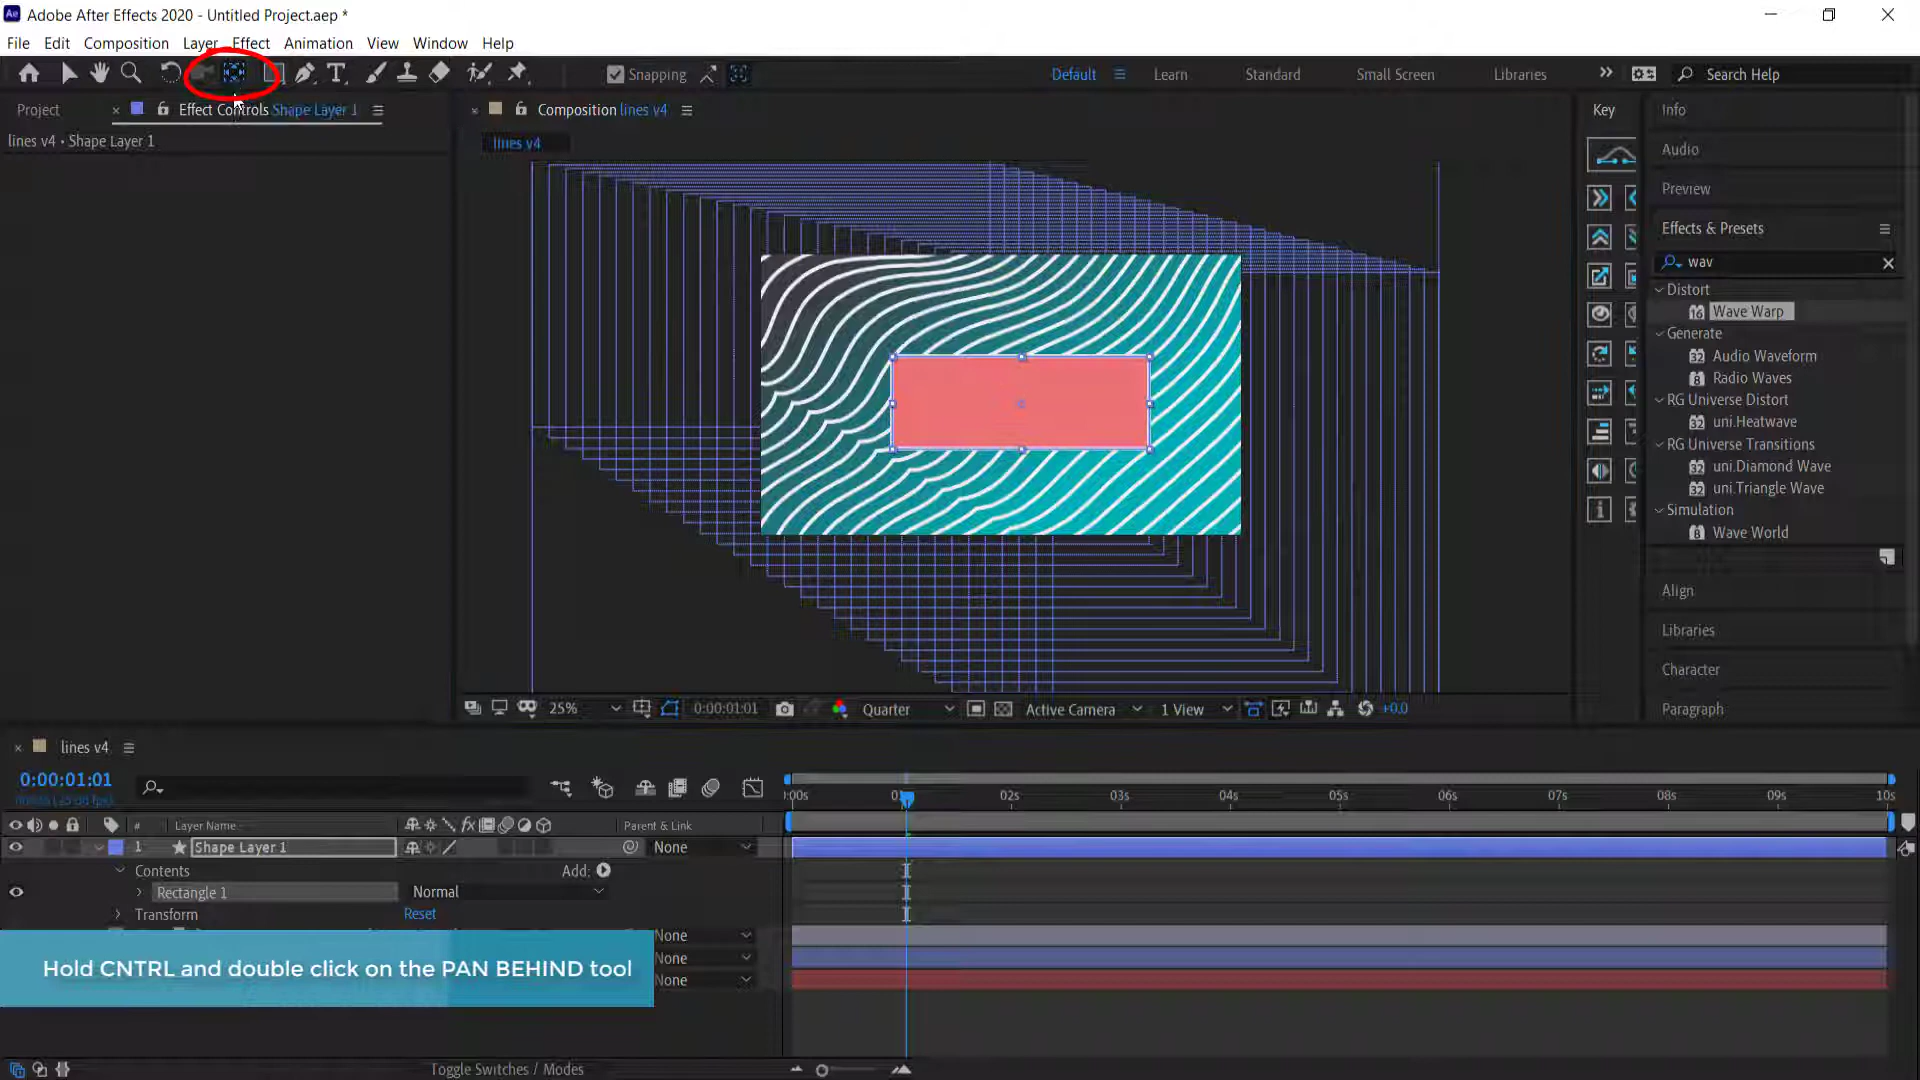 Adobe After Effects 2020 - Untitled Project.aep *
File Edit Composition Layer Effect Animation View Window Help
Snapping
Default Learn Standard Small Screen Libraries
Search Help
Project
Effect Controls Shape Layer 1
Composition lines v4
lines v4 • Shape Layer 1
lines v4
Key
Info
Audio
Preview
Effects & Presets
wav
Distort
Wave Warp
Generate
Audio Waveform
Radio Waves
RG Universe Distort
uni.Heatwave
RG Universe Transitions
uni.Diamond Wave
uni.Triangle Wave
Simulation
Wave World
Align
Libraries
Character
Paragraph
25% 0:00:01:01 Quarter Active Camera 1 View +0.0
lines v4
0:00:01:01
02s 03s 04s 05s 06s 07s 08s 09s 10s
# Layer Name Parent & Link
1 Shape Layer 1 None
Contents Add:
Rectangle 1 Normal
Transform Reset
None
None
None
Hold CNTRL and double click on the PAN BEHIND tool
Toggle Switches / Modes